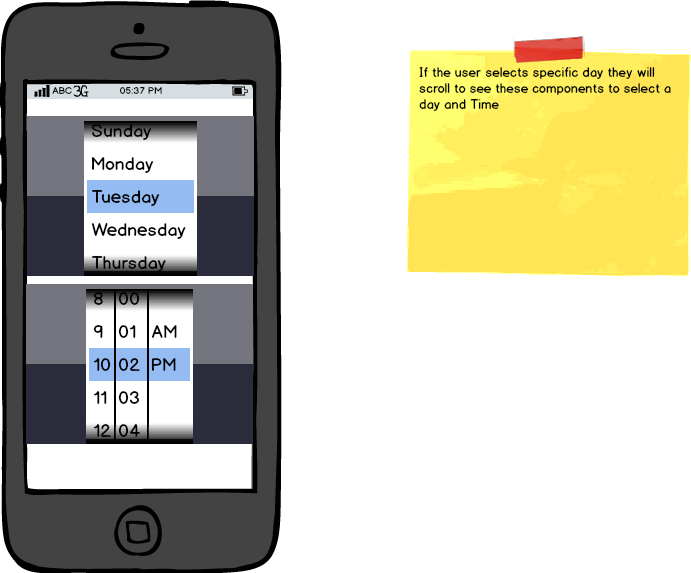 ABC 3G 05:37 PM
Sunday
Monday
Tuesday
Wednesday
Thursday
8 00
9 01 AM
10 02 PM
11 03
12 04
If the user selects specific day they will
scroll to see these components to select a
day and Time